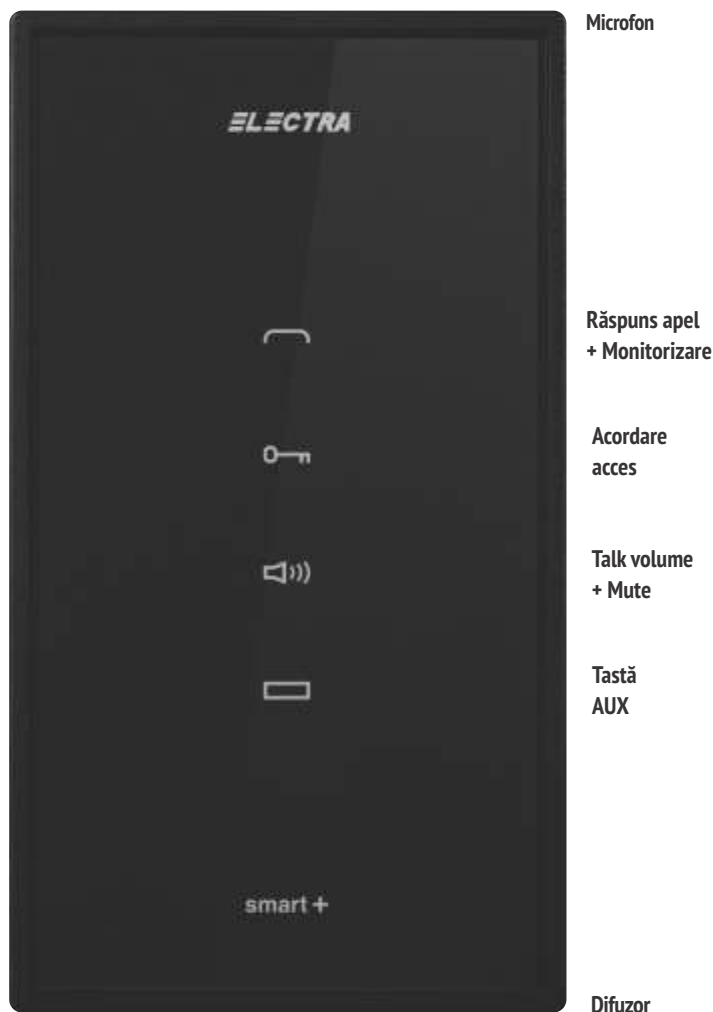 Microfon
ELECTRA
Răspuns apel
+ Monitorizare
Acordare
acces
Talk volume
+ Mute
Tastă
AUX
smart+
Difuzor